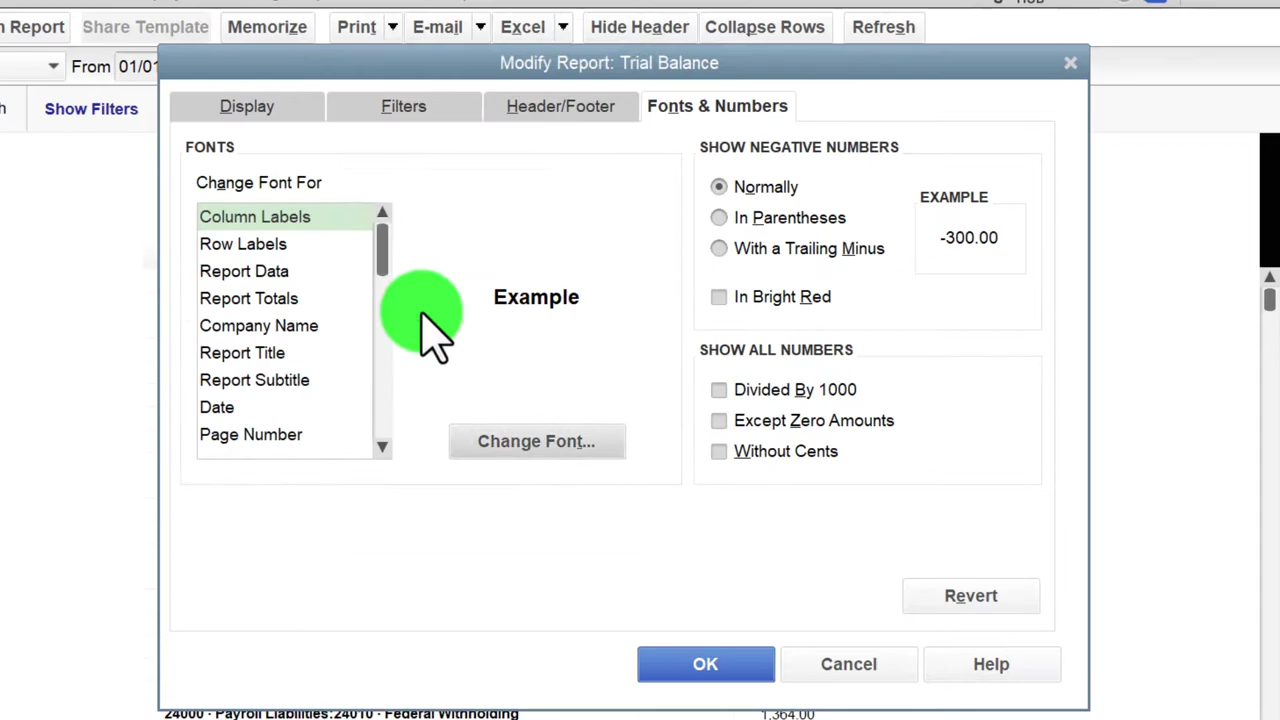 n Report Share Template Memorize Print E-mail Excel Hide Header Collapse Rows Refresh
From 01/01
Modify Report: Trial Balance
h Show Filters
Display Filters Header/Footer Fonts & Numbers
FONTS
Change Font For
Column Labels
Row Labels
Report Data
Report Totals
Company Name
Report Title
Report Subtitle
Date
Page Number
Example
Change Font...
SHOW NEGATIVE NUMBERS
Normally
In Parentheses
With a Trailing Minus
In Bright Red
EXAMPLE
-300.00
SHOW ALL NUMBERS
Divided By 1000
Except Zero Amounts
Without Cents
Revert
OK Cancel Help
24000 · Payroll Liabilities:24010 · Federal Withholding 1,364.00